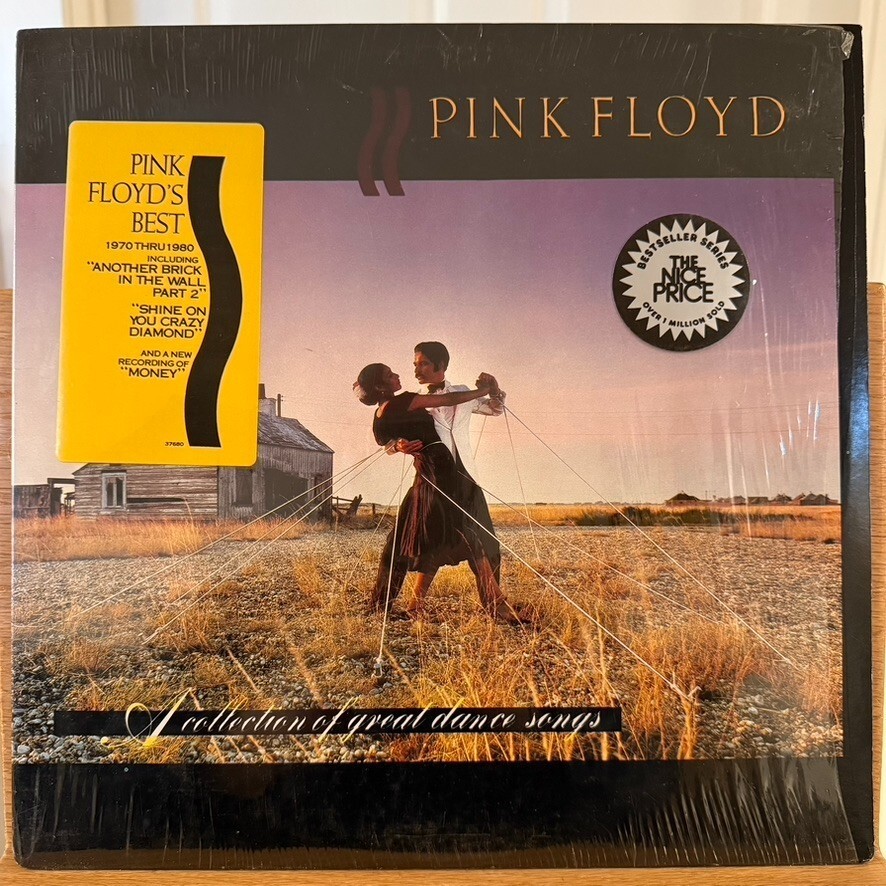 PINK FLOYD
PINK
FLOYD'S
BEST
1970 THRU 1980
INCLUDING
"ANOTHER BRICK
IN THE WALL
PART 2"
"SHINE ON
YOU CRAZY
DIAMOND"
AND A NEW
RECORDING OF
"MONEY"
37680
BESTSELLER SERIES
THE
NICE
PRICE
OVER 1 MILLION SOLD
A collection of great dance songs